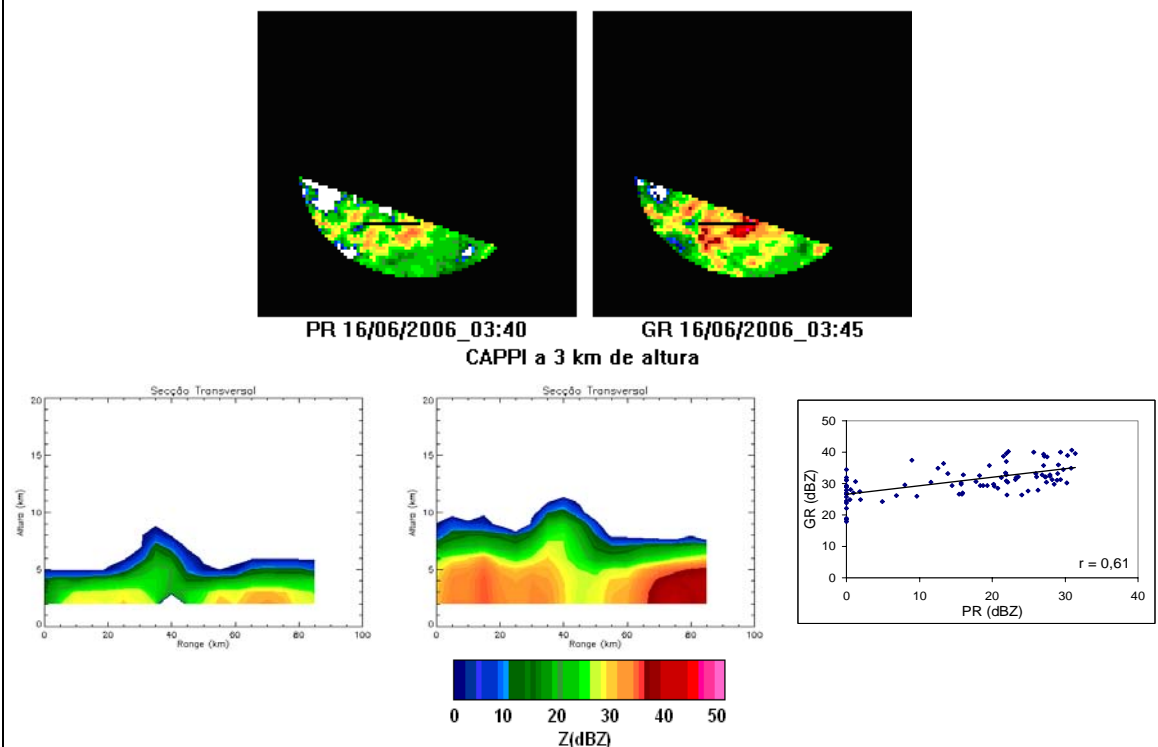 PR 16/06/2006_03:40
GR 16/06/2006_03:45
CAPPI a 3 km de altura
Secção Transversal
20
15
10
5
0
Altura (km)
0 20 40 60 80 100
Range (km)
Secção Transversal
20
15
10
5
0
Altura (km)
0 20 40 60 80 100
Range (km)
50
40
30
20
10
0
GR (dBZ)
r = 0,61
0 10 20 30 40
PR (dBZ)
0 10 20 30 40 50
Z(dBZ)